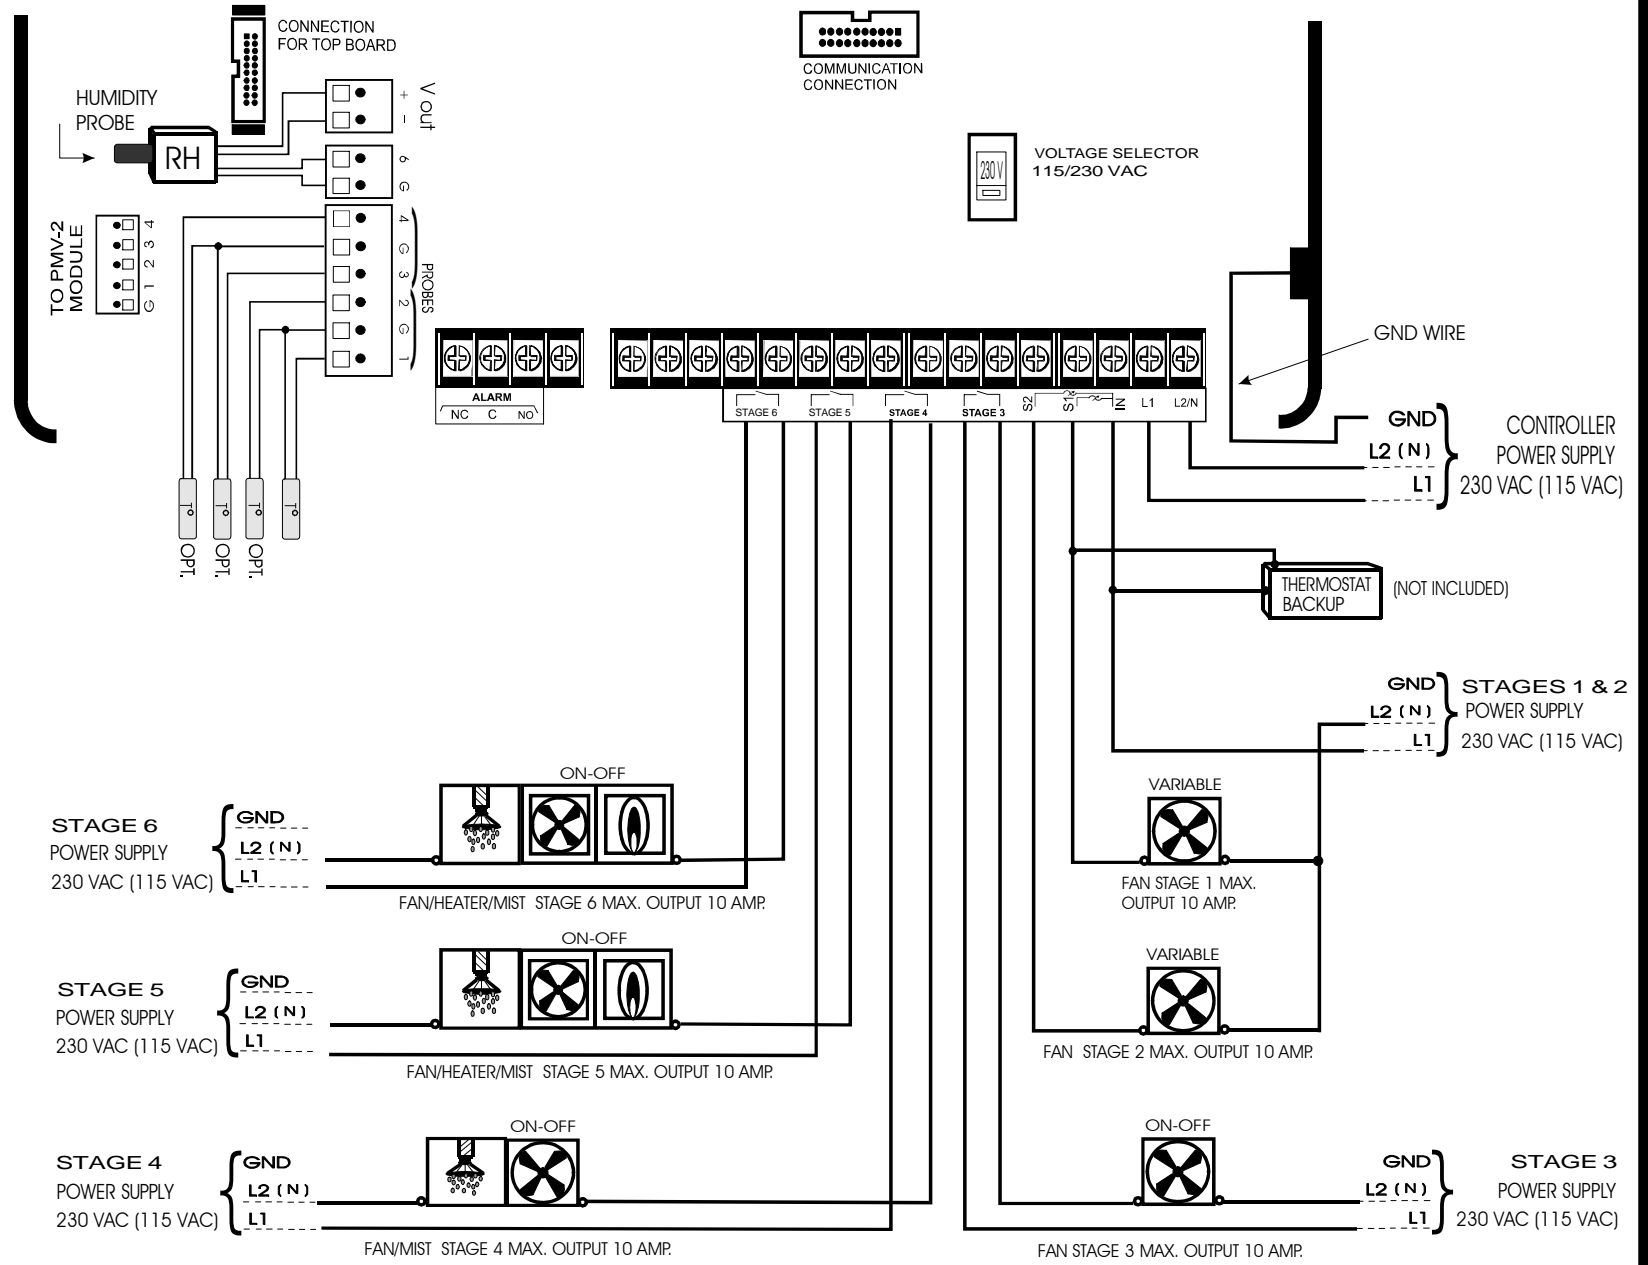 CONNECTION
FOR TOP BOARD
COMMUNICATION
CONNECTION
HUMIDITY
PROBE
RH
+
-
V out
6
G
VOLTAGE SELECTOR
115/230 VAC
230 V
TO PMV-2
MODULE
4
3
2
1
G
4
G
3
2
G
1
PROBES
GND WIRE
ALARM
NC C NO
STAGE 6
STAGE 5
STAGE 4
STAGE 3
S2
S1
IN
L1
L2/N
GND
L2 (N)
L1
CONTROLLER
POWER SUPPLY
230 VAC (115 VAC)
T°
T°
T°
T°
OPT.
OPT.
OPT.
THERMOSTAT
BACKUP
(NOT INCLUDED)
GND
L2 (N)
L1
STAGES 1 & 2
POWER SUPPLY
230 VAC (115 VAC)
STAGE 6
POWER SUPPLY
230 VAC (115 VAC)
GND
L2 (N)
L1
ON-OFF
FAN/HEATER/MIST STAGE 6 MAX. OUTPUT 10 AMP.
VARIABLE
FAN STAGE 1 MAX.
OUTPUT 10 AMP.
STAGE 5
POWER SUPPLY
230 VAC (115 VAC)
GND
L2 (N)
L1
ON-OFF
FAN/HEATER/MIST STAGE 5 MAX. OUTPUT 10 AMP.
VARIABLE
FAN STAGE 2 MAX. OUTPUT 10 AMP.
STAGE 4
POWER SUPPLY
230 VAC (115 VAC)
GND
L2 (N)
L1
ON-OFF
FAN/MIST STAGE 4 MAX. OUTPUT 10 AMP.
ON-OFF
FAN STAGE 3 MAX. OUTPUT 10 AMP.
GND
L2 (N)
L1
STAGE 3
POWER SUPPLY
230 VAC (115 VAC)